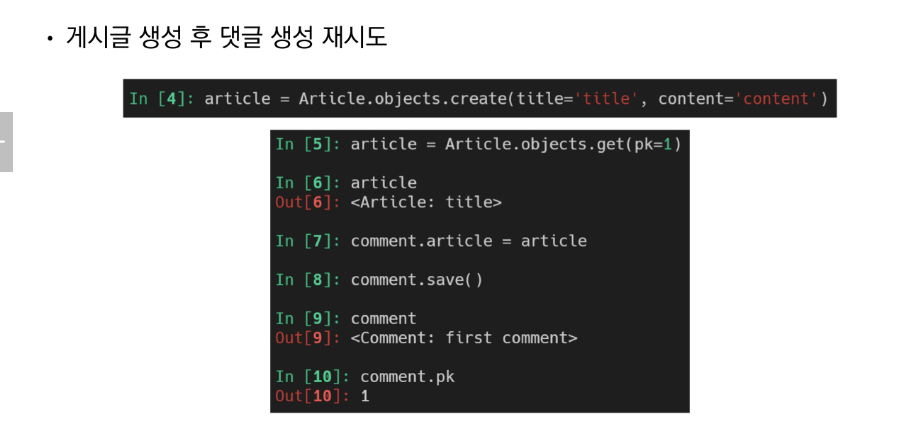 • 게시글 생성 후 댓글 생성 재시도
In [4]: article = Article.objects.create(title='title', content='content')
In [5]: article = Article.objects.get(pk=1)
In [6]: article
Out[6]: <Article: title>
In [7]: comment.article = article
In [8]: comment.save()
In [9]: comment
Out[9]: <Comment: first comment>
In [10]: comment.pk
Out[10]: 1